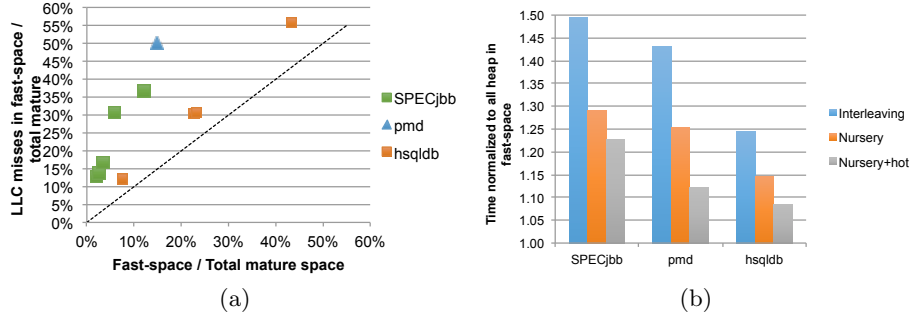 60%
55%
50%
45%
40%
35%
30%
25%
20%
15%
10%
5%
0%
LLC misses in fast-space /
total mature
0% 10% 20% 30% 40% 50% 60%
Fast-space / Total mature space
SPECjbb
pmd
hsqldb
(a)
1.50
1.45
1.40
1.35
1.30
1.25
1.20
1.15
1.10
1.05
1.00
Time normalized to all heap in
fast-space
SPECjbb pmd hsqldb
Interleaving
Nursery
Nursery+hot
(b)